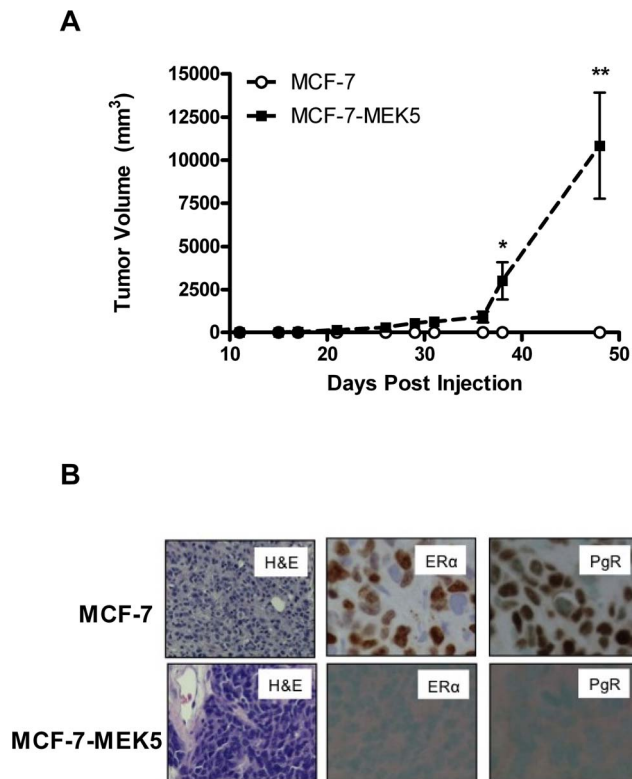 A
Tumor Volume (mm³)
15000
12500
10000
7500
5000
2500
0
MCF-7
MCF-7-MEK5
*
**
10 20 30 40 50
Days Post Injection
B
MCF-7
H&E ERα PgR
MCF-7-MEK5
H&E ERα PgR